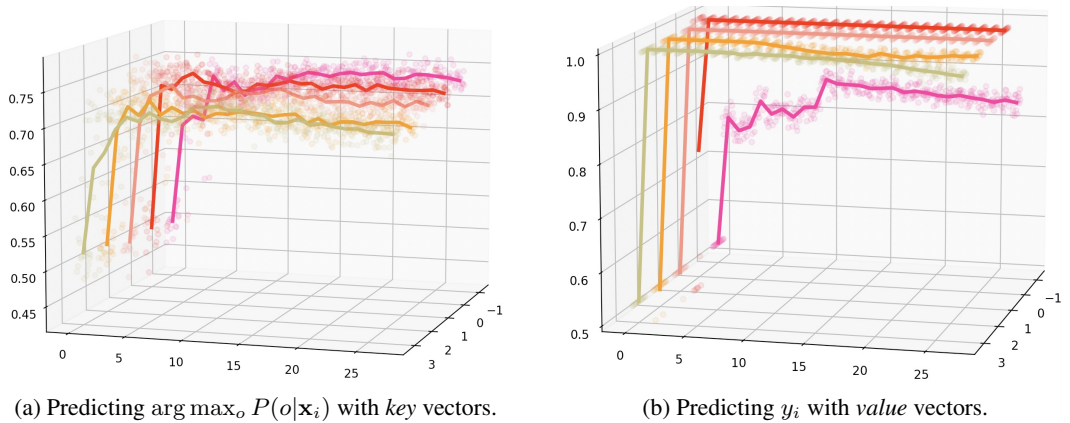 0.75
0.70
0.65
0.60
0.55
0.50
0.45
0 5 10 15 20 25
3 2 1 0 −1
1.0
0.9
0.8
0.7
0.6
0.5
0 5 10 15 20 25
3 2 1 0 −1
(a) Predicting arg max_o P(o|x_i) with key vectors.
(b) Predicting y_i with value vectors.